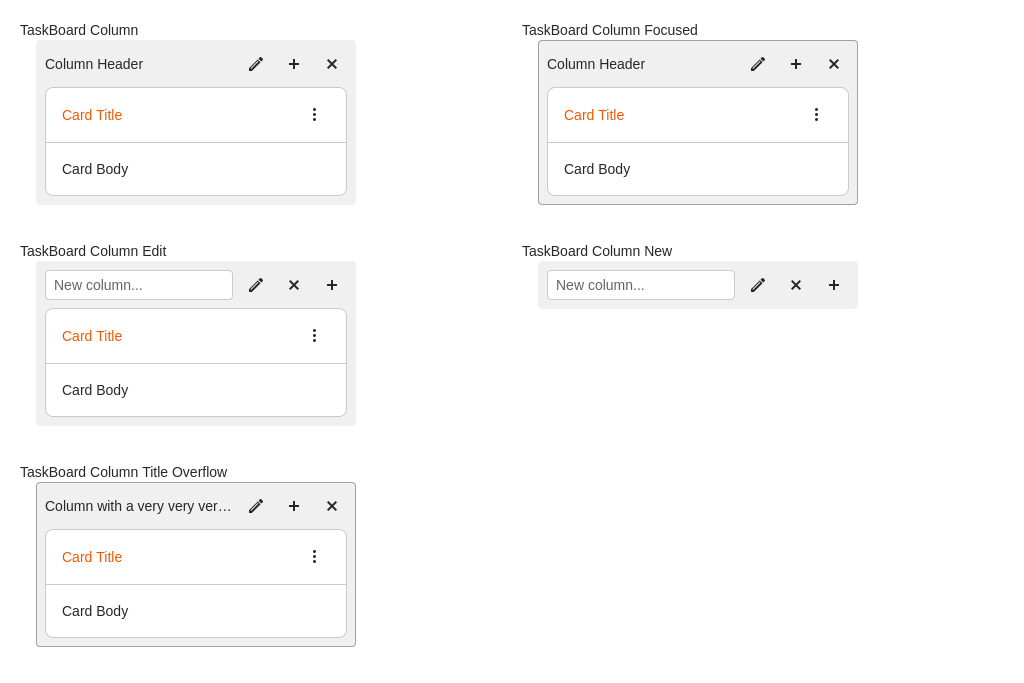 TaskBoard Column
Column Header
Card Title
Card Body
TaskBoard Column Focused
Column Header
Card Title
Card Body
TaskBoard Column Edit
New column...
Card Title
Card Body
TaskBoard Column New
New column...
TaskBoard Column Title Overflow
Column with a very very ver…
Card Title
Card Body